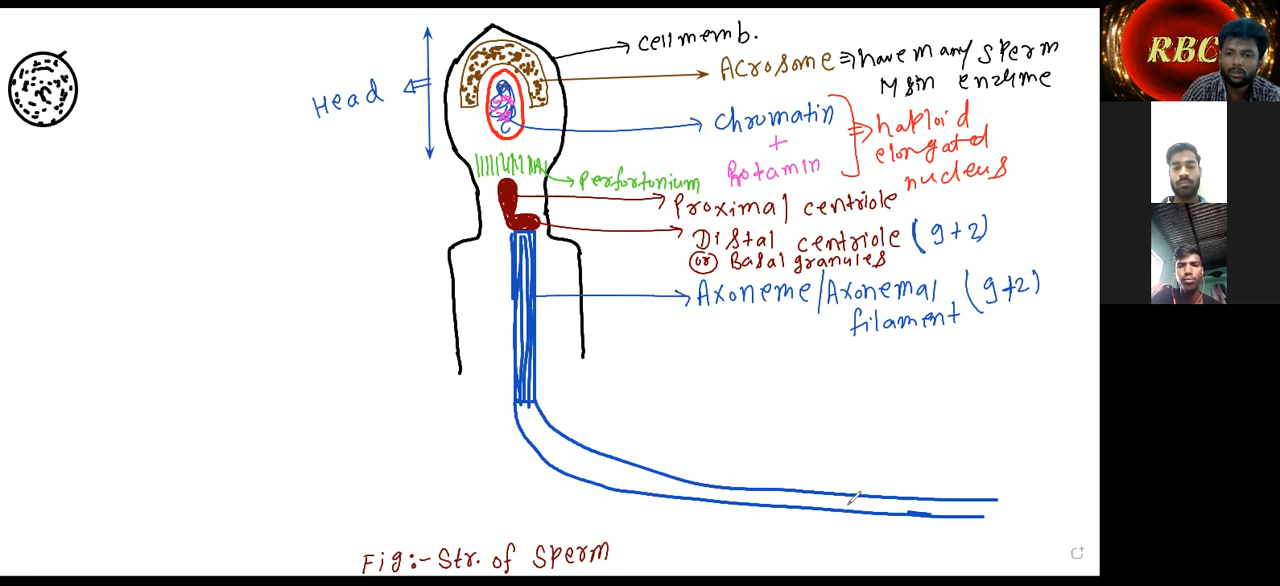 cell memb.
Acrosome ⇒ have many sperm
lysin enzyme
Head
Chromatin
+
Protamin
⇒ haploid
elongated
nucleus
Perfortonium
Proximal centriole
Distal centriole (9+2)
(or) Basal granules
Axoneme/Axonemal (9+2)
filament
Fig:- Str. of Sperm
RBC